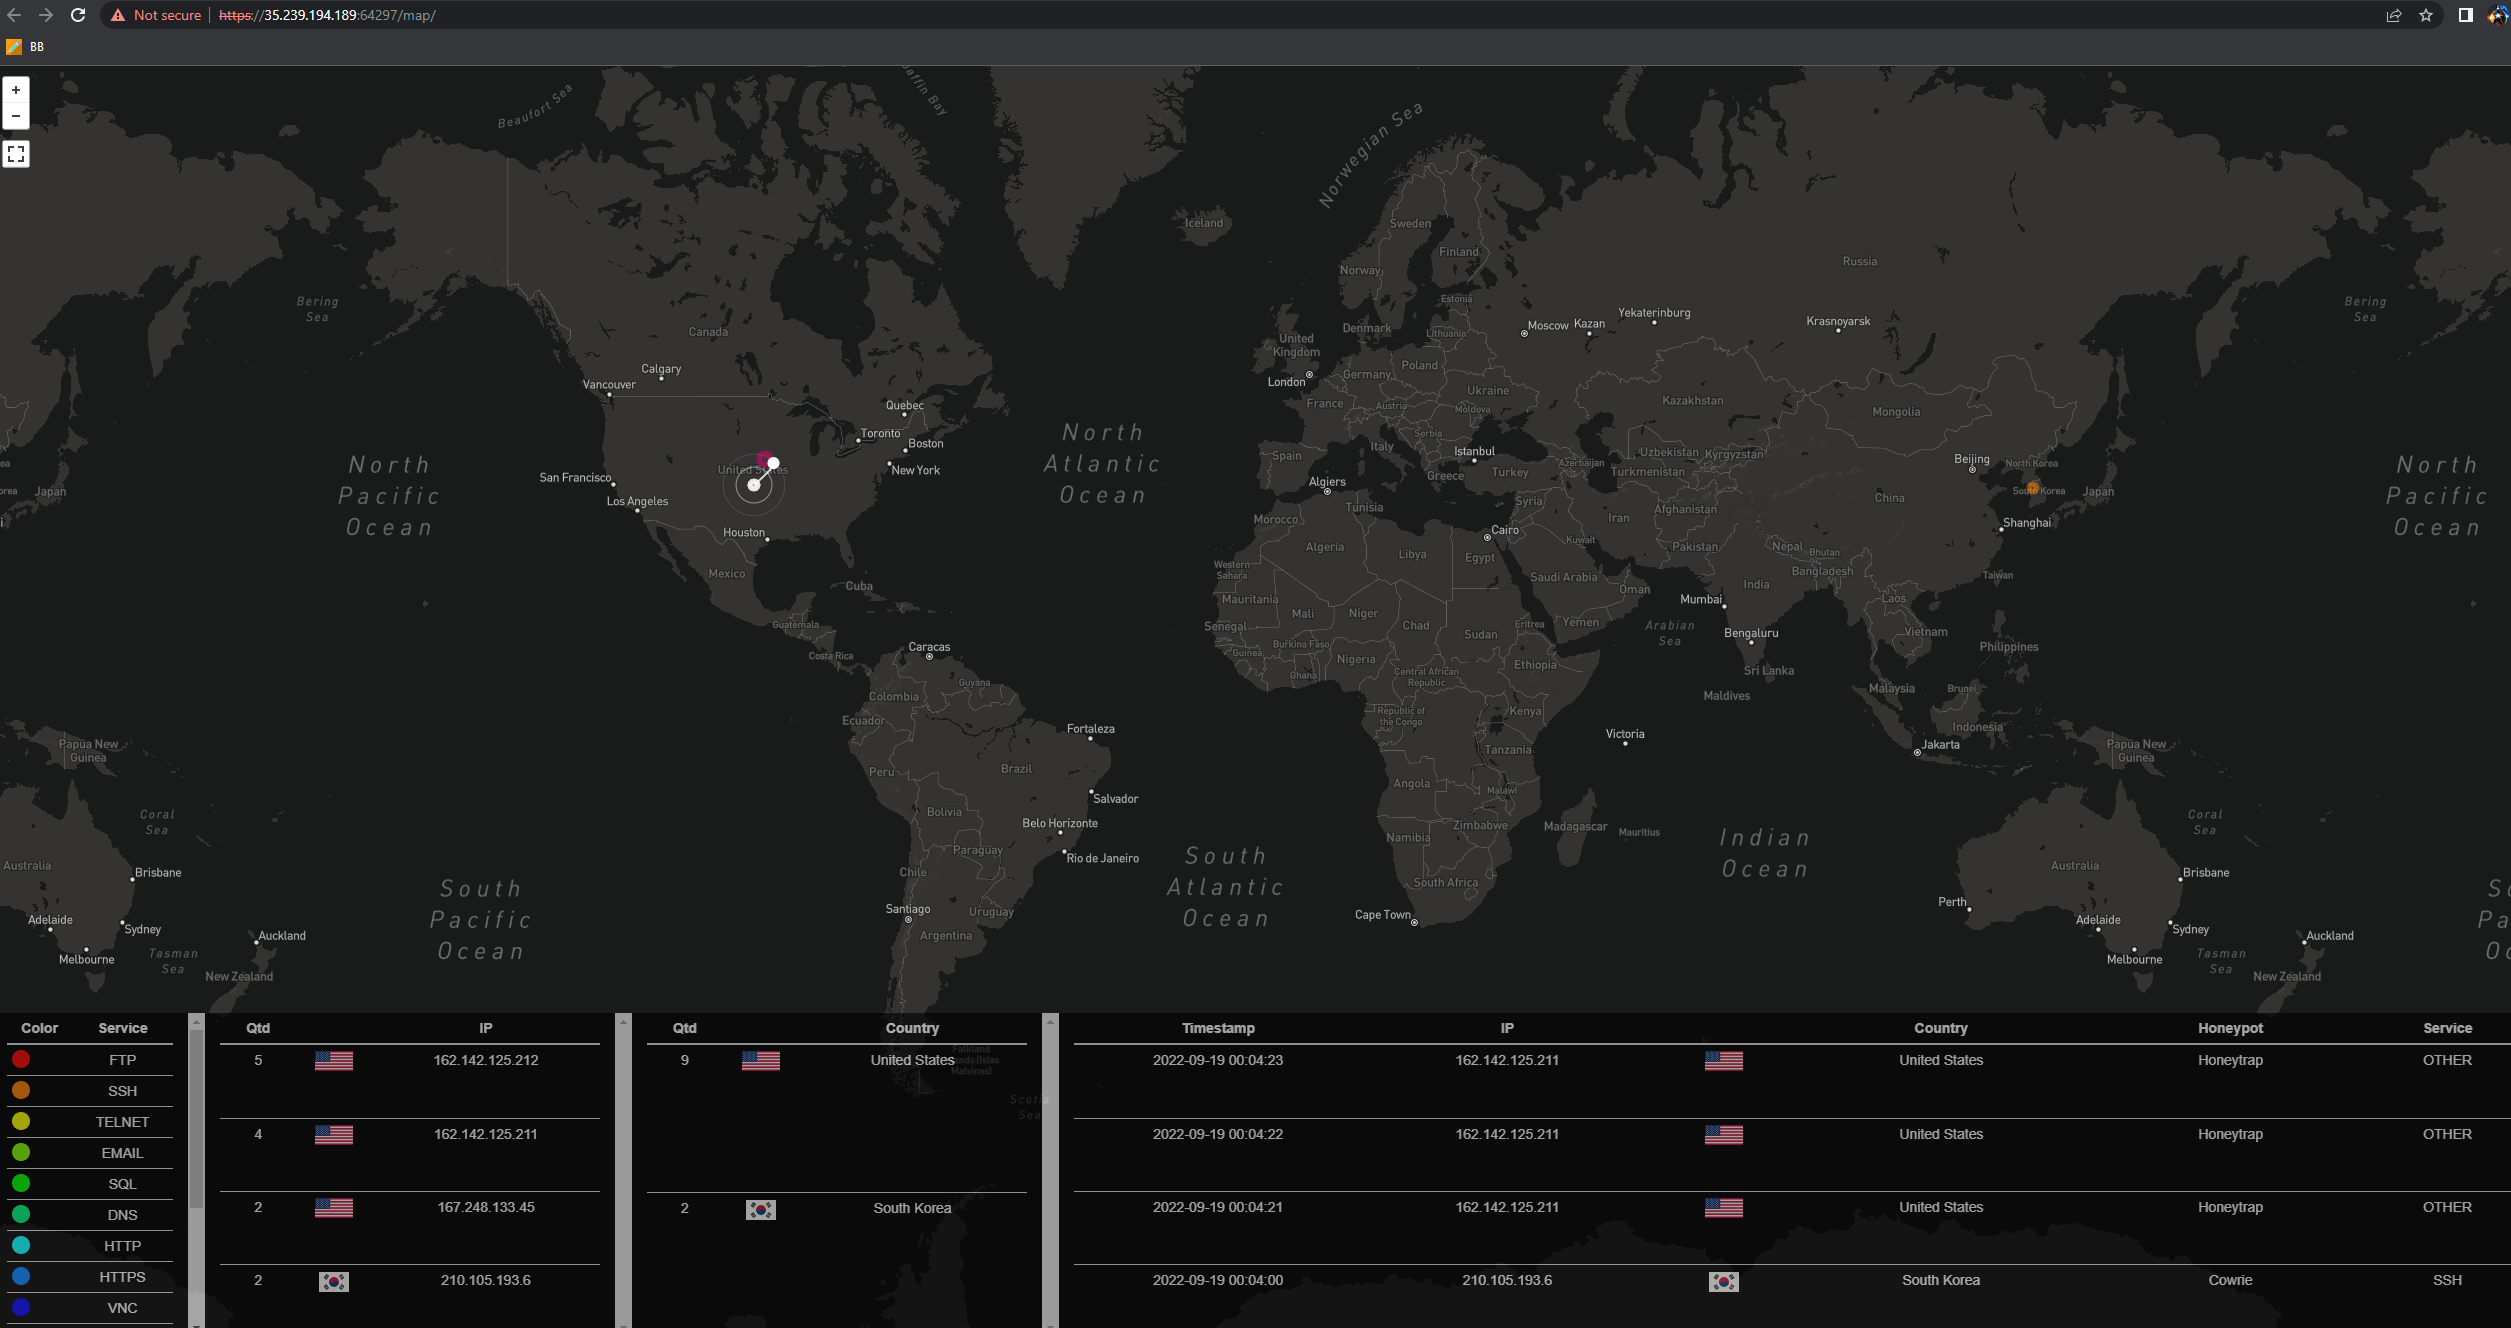 Not secure | https://35.239.194.189:64297/map/
BB
+
−
Beaufort Sea
Baffin Bay
Norwegian Sea
Iceland
Sweden
Finland
Norway
Russia
Estonia
Bering Sea
Bering Sea
Canada
Calgary
Vancouver
Quebec
Toronto
Boston
New York
United States
San Francisco
Los Angeles
Houston
Mexico
Cuba
Guatemala
Costa Rica
Caracas
Guyana
Colombia
Ecuador
Peru
Brazil
Fortaleza
Salvador
Bolivia
Belo Horizonte
Rio de Janeiro
Paraguay
Chile
Santiago
Uruguay
Argentina
North Pacific Ocean
North Atlantic Ocean
South Pacific Ocean
South Atlantic Ocean
Indian Ocean
North Pacific Ocean
United Kingdom
London
Denmark
Lithuania
Germany
Poland
Ukraine
France
Austria
Moldova
Serbia
Italy
Spain
Istanbul
Greece
Turkey
Moscow
Kazan
Yekaterinburg
Krasnoyarsk
Kazakhstan
Mongolia
Uzbekistan
Kyrgyzstan
Azerbaijan
Turkmenistan
Beijing
North Korea
South Korea
Japan
Japan
China
Shanghai
Taiwan
Algiers
Tunisia
Morocco
Algeria
Libya
Egypt
Cairo
Syria
Iran
Kuwait
Afghanistan
Pakistan
Nepal
Bhutan
Bangladesh
India
Saudi Arabia
Oman
Yemen
Arabian Sea
Mumbai
Bengaluru
Sri Lanka
Maldives
Laos
Vietnam
Philippines
Malaysia
Brunei
Indonesia
Jakarta
Western Sahara
Mauritania
Mali
Niger
Chad
Sudan
Eritrea
Senegal
Guinea
Burkina Faso
Ghana
Nigeria
Central African Republic
Ethiopia
Republic of the Congo
Kenya
Tanzania
Angola
Malawi
Zimbabwe
Namibia
Madagascar
Mauritius
Victoria
South Africa
Cape Town
Papua New Guinea
Coral Sea
Australia
Brisbane
Adelaide
Sydney
Melbourne
Tasman Sea
Auckland
New Zealand
Papua New Guinea
Coral Sea
Australia
Brisbane
Perth
Adelaide
Sydney
Melbourne
Tasman Sea
Auckland
New Zealand
Scotia Sea
Color Service
FTP
SSH
TELNET
EMAIL
SQL
DNS
HTTP
HTTPS
VNC
Qtd IP
5 162.142.125.212
4 162.142.125.211
2 167.248.133.45
2 210.105.193.6
Qtd Country
9 United States
2 South Korea
Timestamp IP Country Honeypot Service
2022-09-19 00:04:23 162.142.125.211 United States Honeytrap OTHER
2022-09-19 00:04:22 162.142.125.211 United States Honeytrap OTHER
2022-09-19 00:04:21 162.142.125.211 United States Honeytrap OTHER
2022-09-19 00:04:00 210.105.193.6 South Korea Cowrie SSH